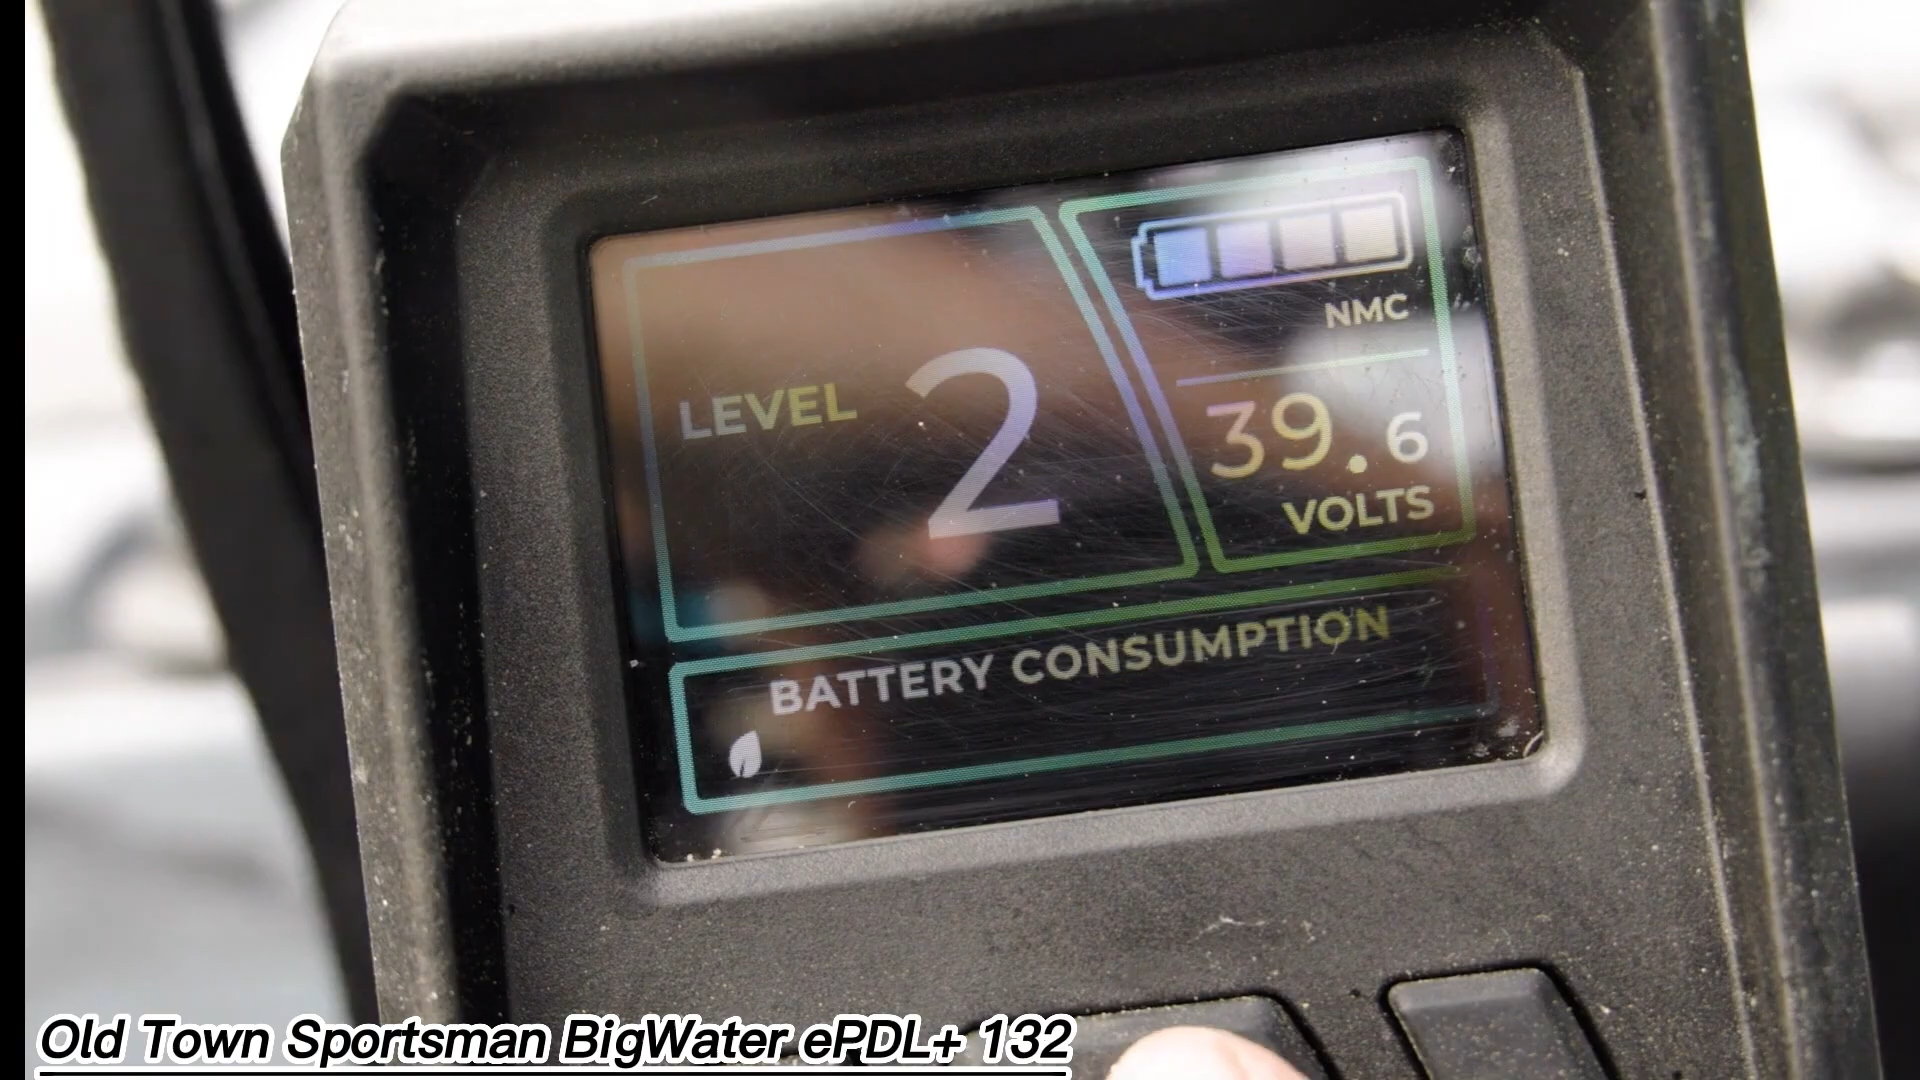 LEVEL 2
NMC
39.6
VOLTS
BATTERY CONSUMPTION
Old Town Sportsman BigWater ePDL+ 132